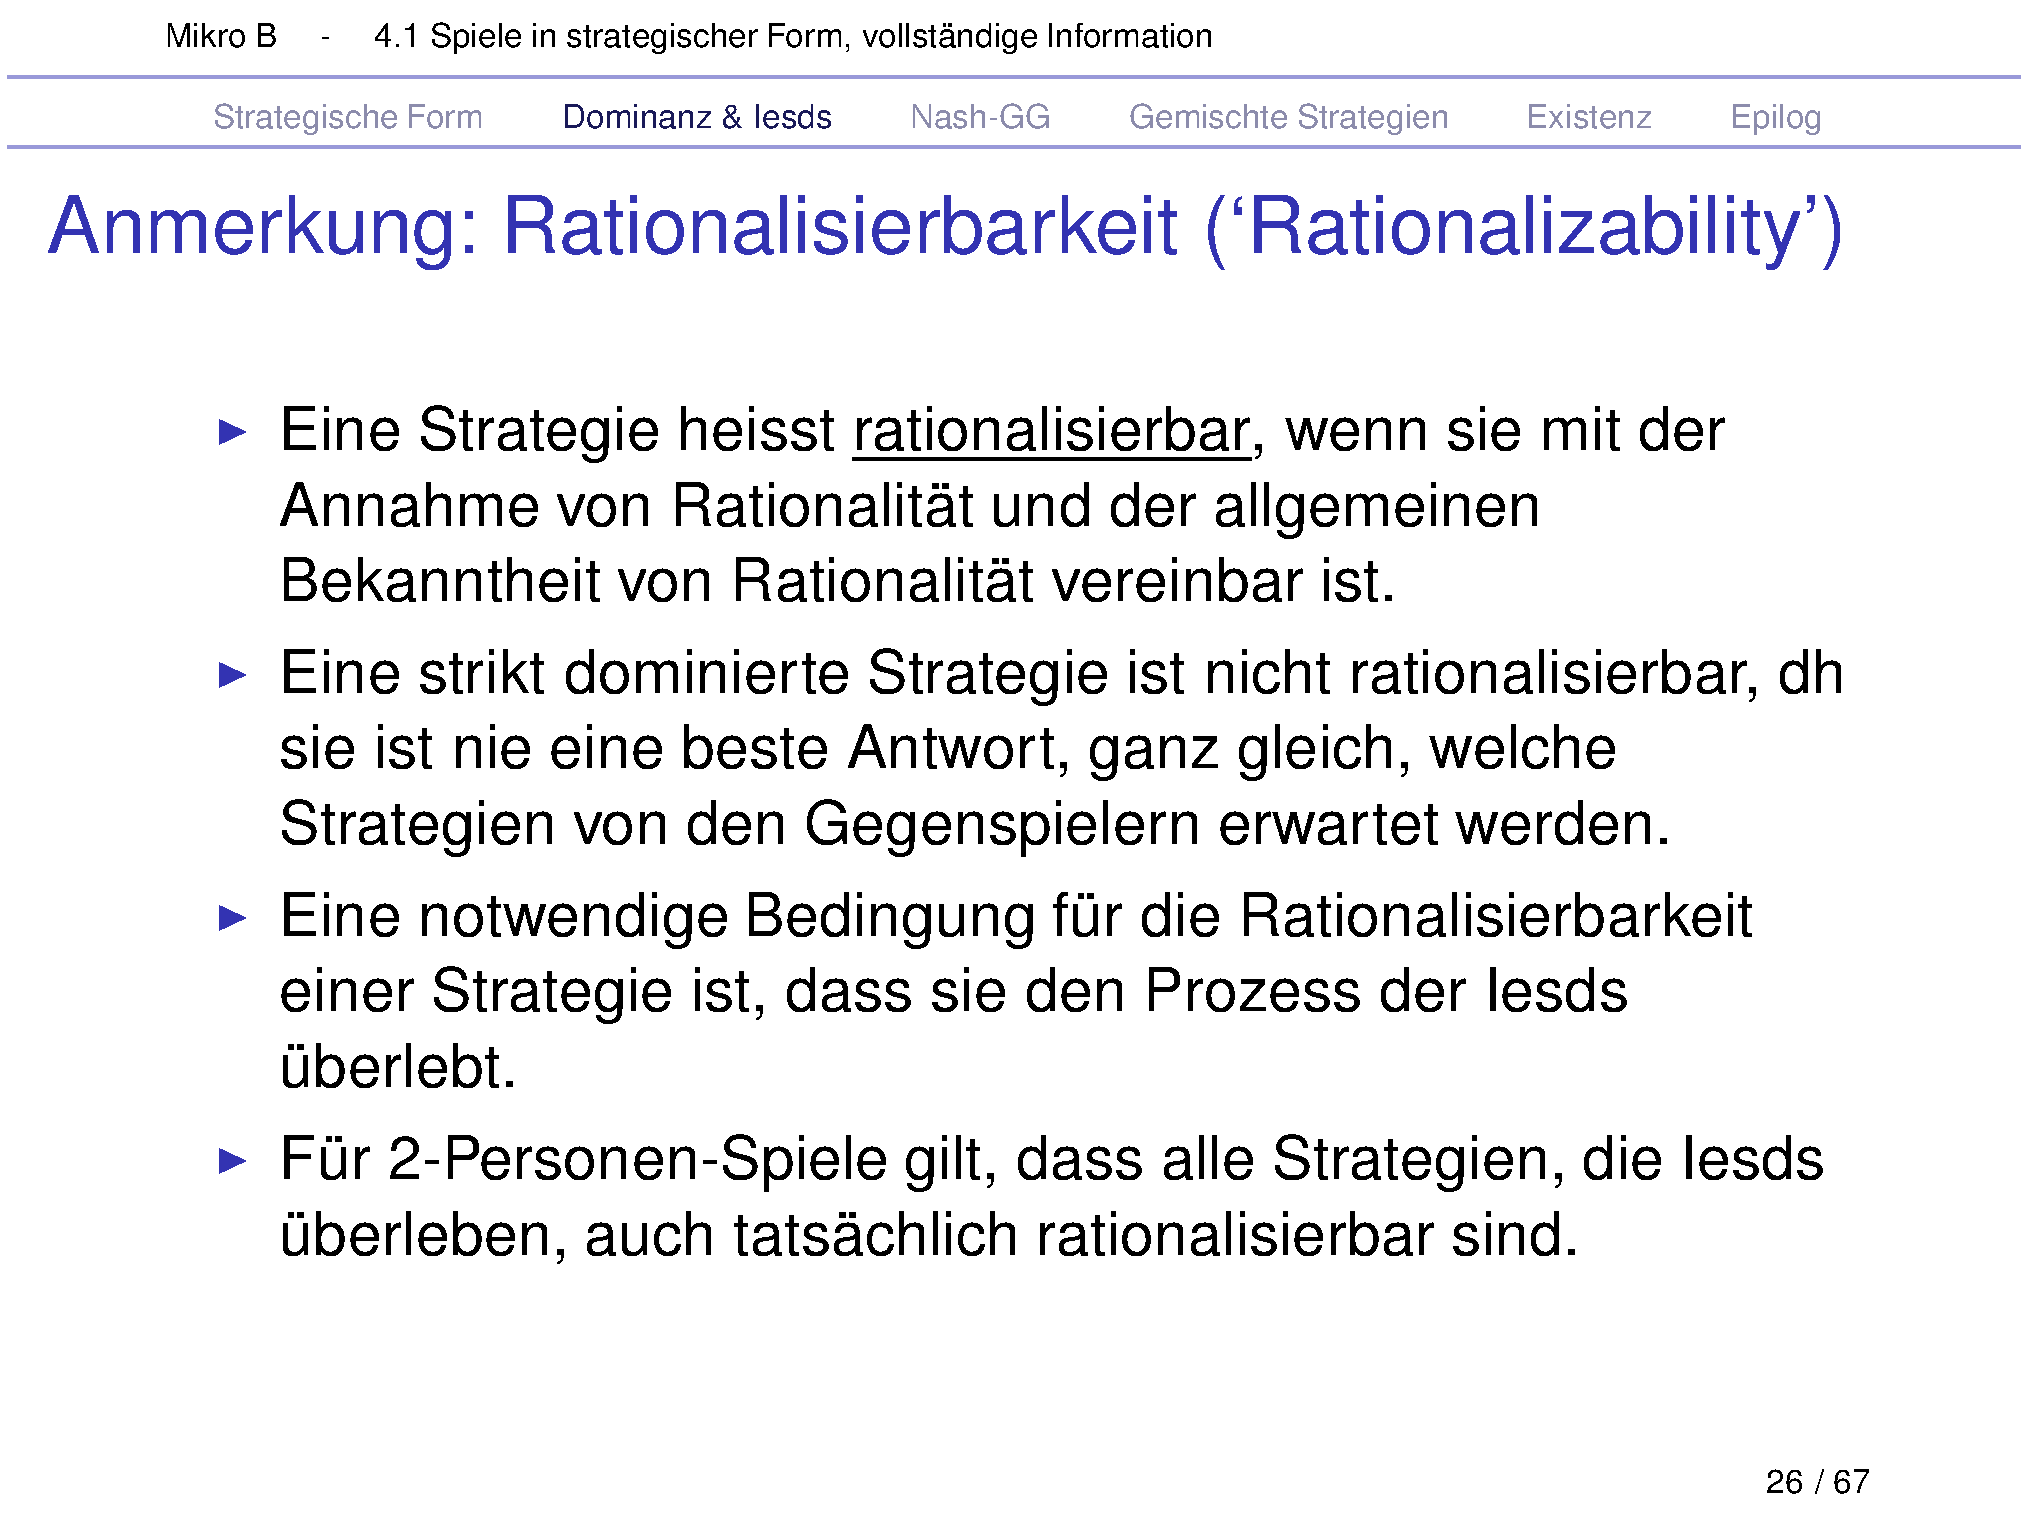 Mikro B - 4.1 Spiele in strategischer Form, vollständige Information
Strategische Form Dominanz & Iesds Nash-GG Gemischte Strategien Existenz Epilog
Anmerkung: Rationalisierbarkeit (‘Rationalizability’)
▶ Eine Strategie heisst rationalisierbar, wenn sie mit der
Annahme von Rationalität und der allgemeinen
Bekanntheit von Rationalität vereinbar ist.
▶ Eine strikt dominierte Strategie ist nicht rationalisierbar, dh
sie ist nie eine beste Antwort, ganz gleich, welche
Strategien von den Gegenspielern erwartet werden.
▶ Eine notwendige Bedingung für die Rationalisierbarkeit
einer Strategie ist, dass sie den Prozess der Iesds
überlebt.
▶ Für 2-Personen-Spiele gilt, dass alle Strategien, die Iesds
überleben, auch tatsächlich rationalisierbar sind.
26 / 67